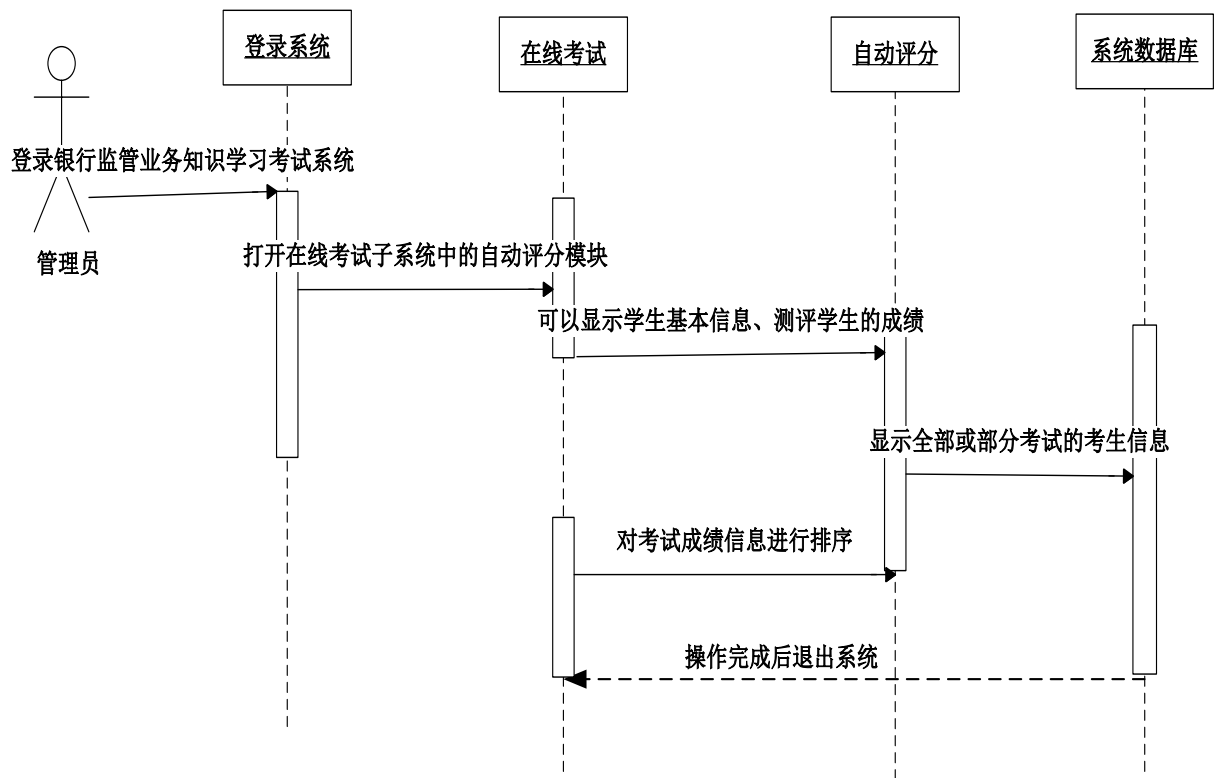 登录系统
在线考试
自动评分
系统数据库
登录银行监管业务知识学习考试系统
管理员
打开在线考试子系统中的自动评分模块
可以显示学生基本信息、测评学生的成绩
显示全部或部分考试的考生信息
对考试成绩信息进行排序
操作完成后退出系统